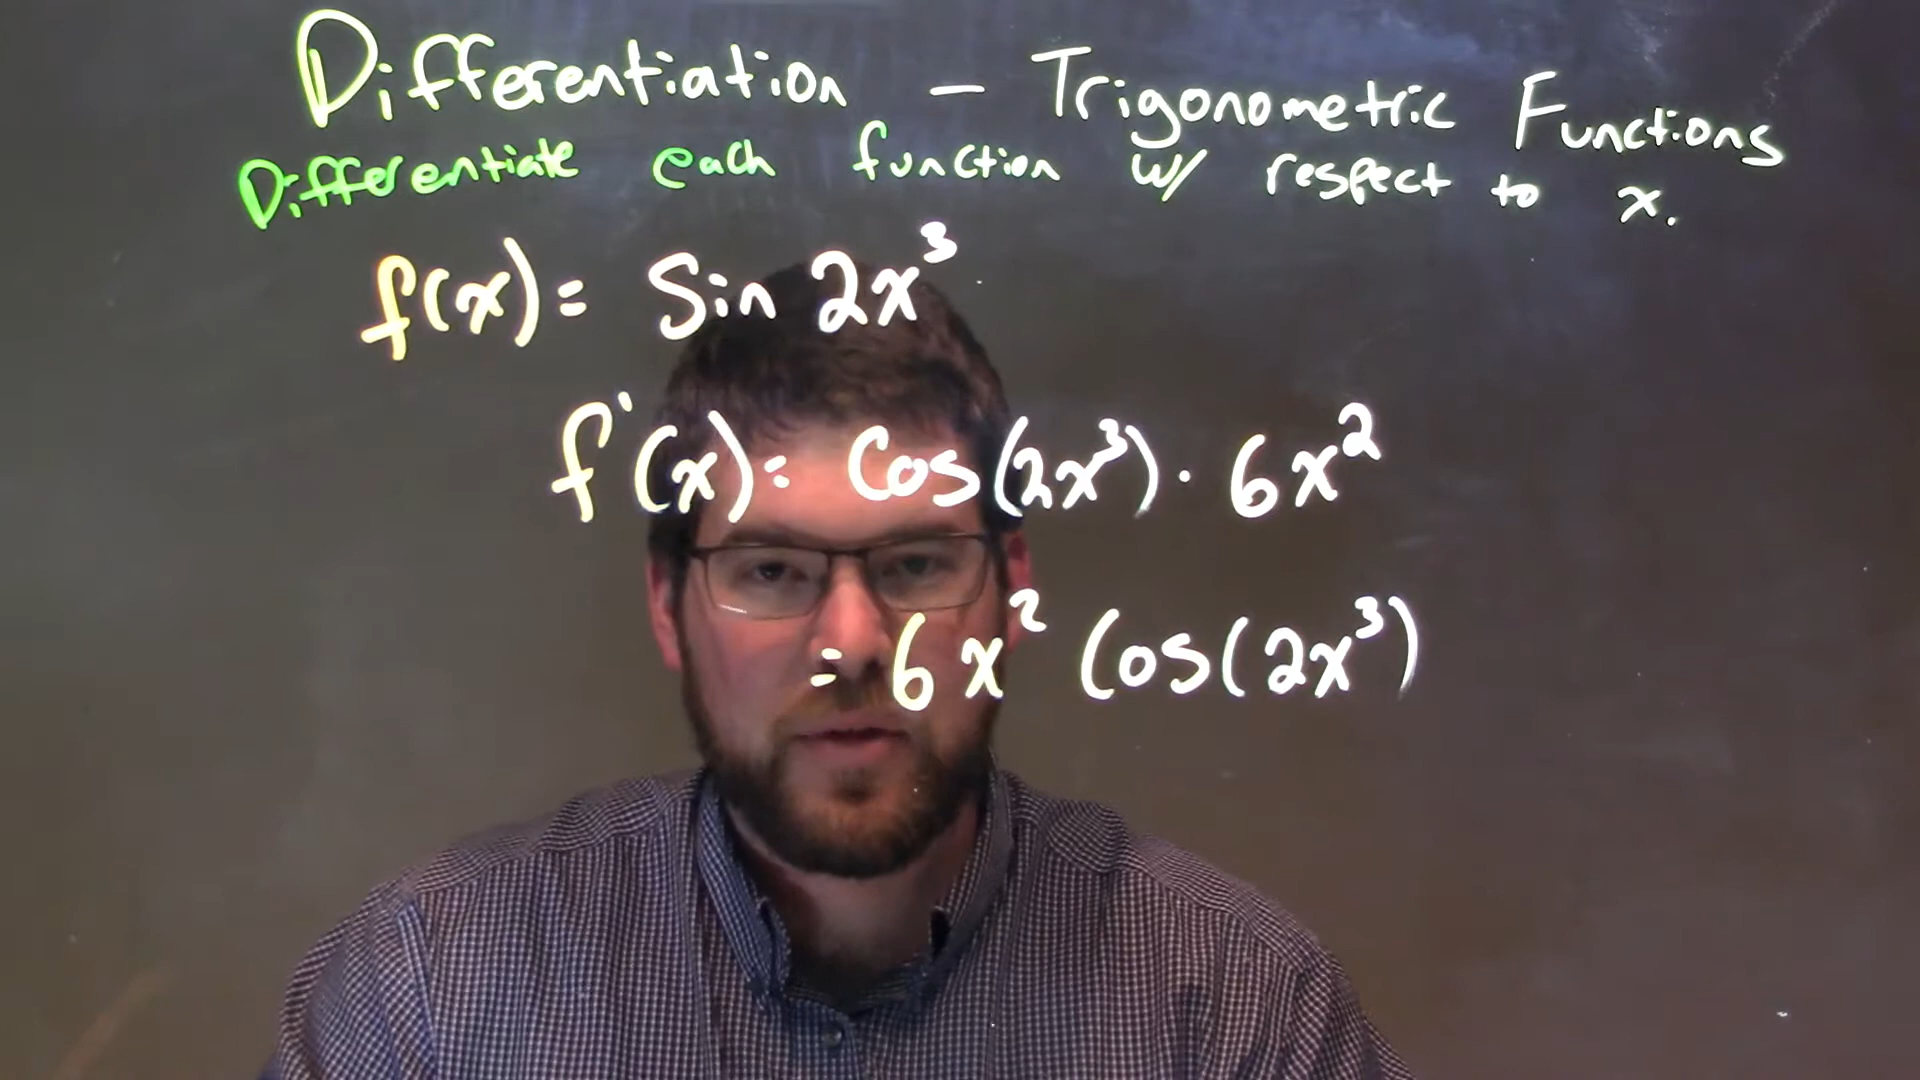 Differentiation - Trigonometric Functions
Differentiate each function w/ respect to x.
f(x) = Sin 2x³
f'(x) = Cos(2x³) · 6x²
= 6x² Cos(2x³)